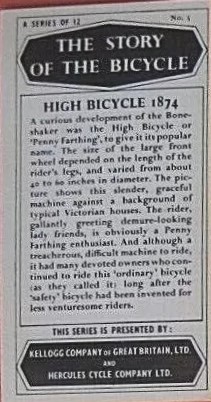 A SERIES OF 12
No. 5
THE STORY
OF THE BICYCLE
HIGH BICYCLE 1874
A curious development of the Bone-
shaker was the High Bicycle or
'Penny Farthing', to give it its popular
name. The size of the large front
wheel depended on the length of the
rider's legs, and varied from about
40 to 60 inches in diameter. The pic-
ture shows this slender, graceful
machine against a background of
typical Victorian houses. The rider,
gallantly greeting demure-looking
lady friends, is obviously a Penny
Farthing enthusiast. And although a
treacherous, difficult machine to ride,
it had many devoted owners who con-
tinued to ride this 'ordinary' bicycle
(as they called it) long after the
'safety' bicycle had been invented for
less venturesome riders.
THIS SERIES IS PRESENTED BY:
KELLOGG COMPANY OF GREAT BRITAIN, LTD.
AND
HERCULES CYCLE COMPANY LTD.